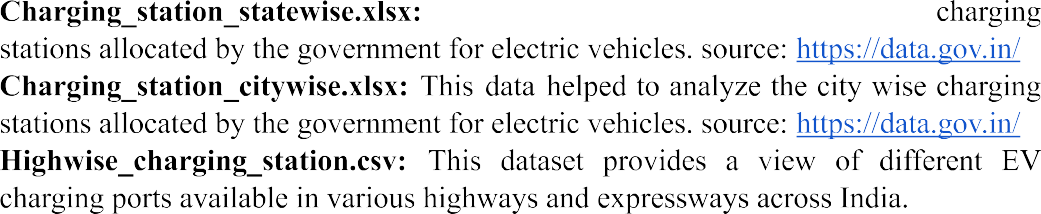 Charging_station_statewise.xlsx: charging
stations allocated by the government for electric vehicles. source: https://data.gov.in/
Charging_station_citywise.xlsx: This data helped to analyze the city wise charging
stations allocated by the government for electric vehicles. source: https://data.gov.in/
Highwise_charging_station.csv: This dataset provides a view of different EV
charging ports available in various highways and expressways across India.